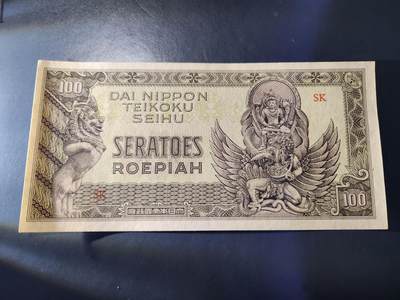 100
DAI NIPPON
TEIKOKU
SEIHU
SK
SERATOES
ROEPIAH
SK
100